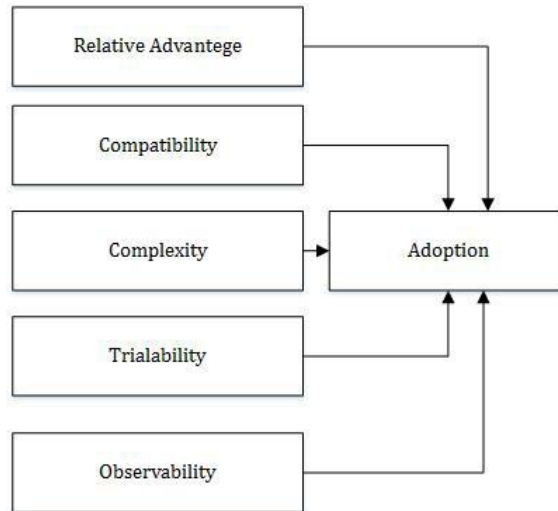 Relative Advantege
Compatibility
Complexity
Adoption
Trialability
Observability